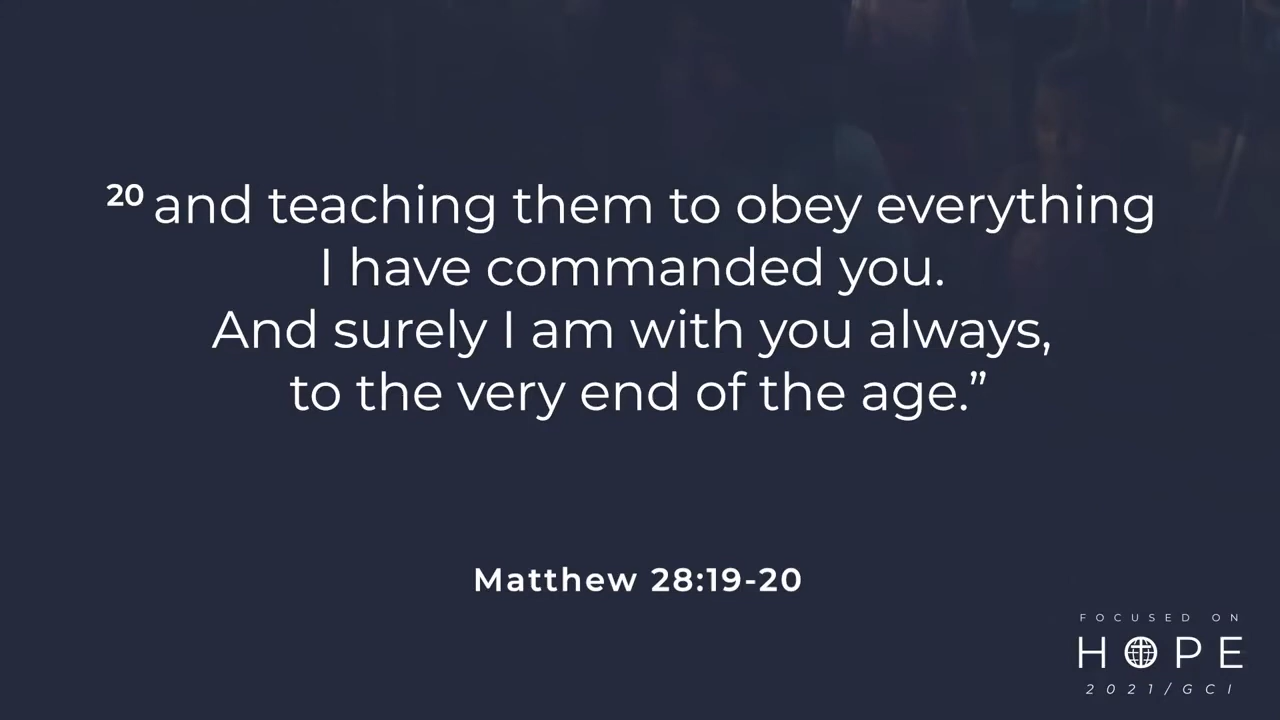 20 and teaching them to obey everything
I have commanded you.
And surely I am with you always,
to the very end of the age.”
Matthew 28:19-20
FOCUSED ON
HOPE
2021/GCI